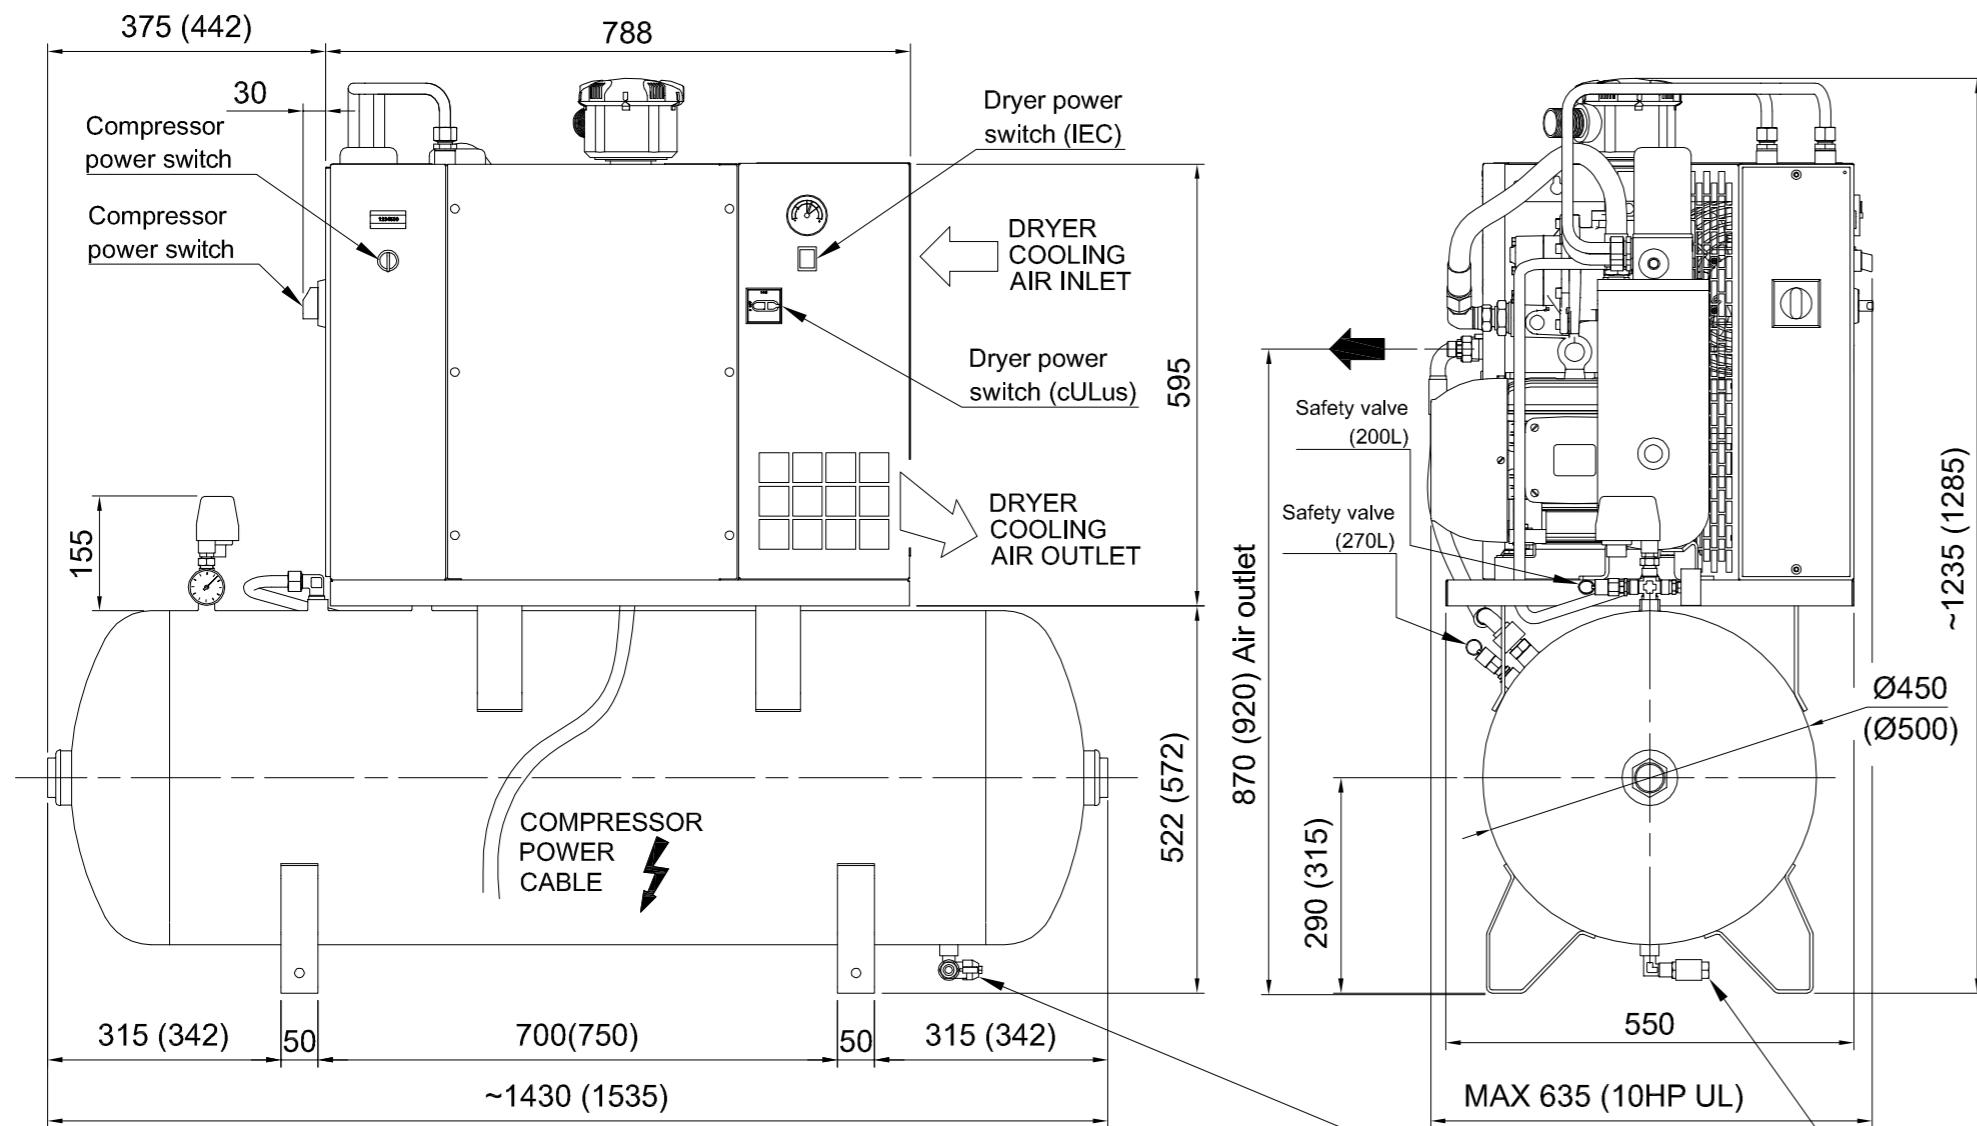 375 (442)
788
30
Compressor
power switch
Compressor
power switch
Dryer power
switch (IEC)
DRYER
COOLING
AIR INLET
Dryer power
switch (cULus)
595
DRYER
COOLING
AIR OUTLET
155
522 (572)
COMPRESSOR
POWER
CABLE
315 (342)
50
700(750)
50
315 (342)
~1430 (1535)
Safety valve
(200L)
Safety valve
(270L)
870 (920) Air outlet
290 (315)
~1235 (1285)
Ø450
(Ø500)
550
MAX 635 (10HP UL)